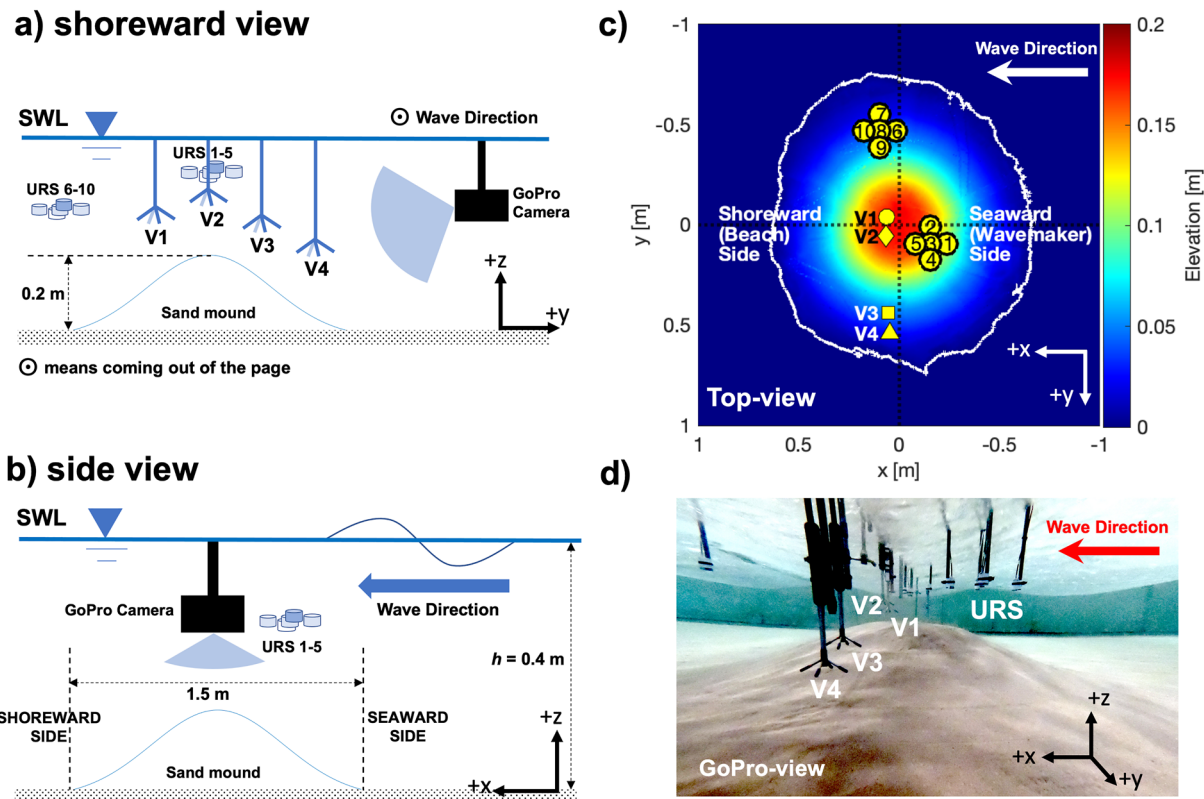 a) shoreward view
SWL
Wave Direction
URS 1-5
URS 6-10
GoPro
Camera
V1
V2
V3
V4
0.2 m
Sand mound
+z
+y
means coming out of the page
b) side view
SWL
GoPro Camera
Wave Direction
URS 1-5
h = 0.4 m
1.5 m
SHOREWARD
SIDE
SEAWARD
SIDE
Sand mound
+z
+x
c)
-1
-0.5
0
0.5
1
y [m]
Wave Direction
7
10 8 6
9
V1
V2
2
5 3 1
4
Shoreward
(Beach)
Side
Seaward
(Wavemaker)
Side
V3
V4
+x
+y
Top-view
1
0.5
0
-0.5
-1
x [m]
0.2
0.15
0.1
0.05
0
Elevation [m]
d)
Wave Direction
V2
V1
URS
V3
V4
+z
+x
+y
GoPro-view